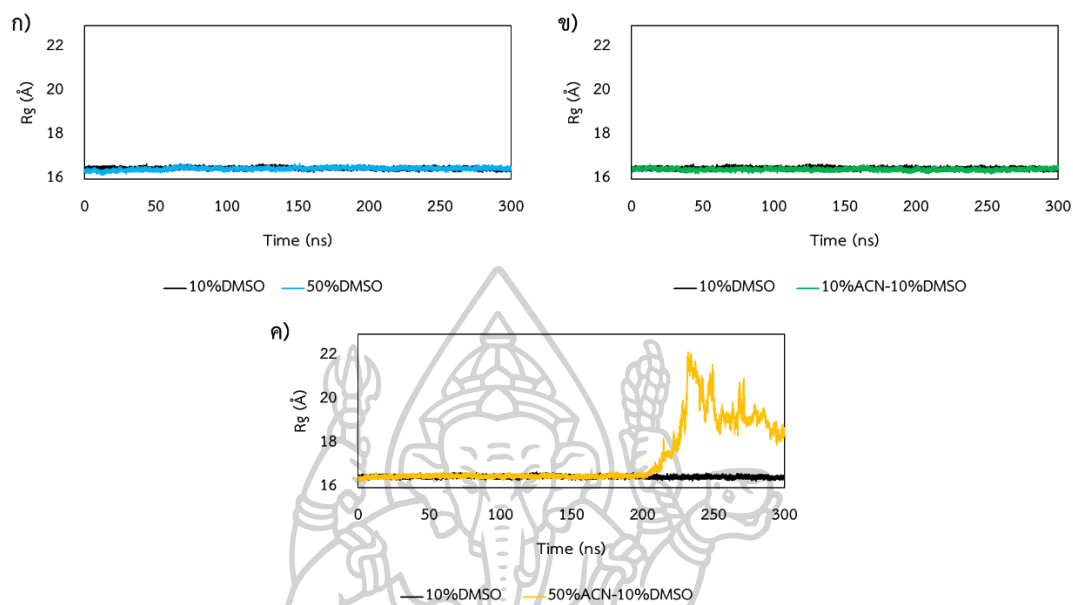 ก)
22
20
18
16
Rg (Å)
0 50 100 150 200 250 300
Time (ns)
10%DMSO 50%DMSO
ข)
22
20
18
16
Rg (Å)
0 50 100 150 200 250 300
Time (ns)
10%DMSO 10%ACN-10%DMSO
ค)
22
20
18
16
Rg (Å)
0 50 100 150 200 250 300
Time (ns)
10%DMSO 50%ACN-10%DMSO